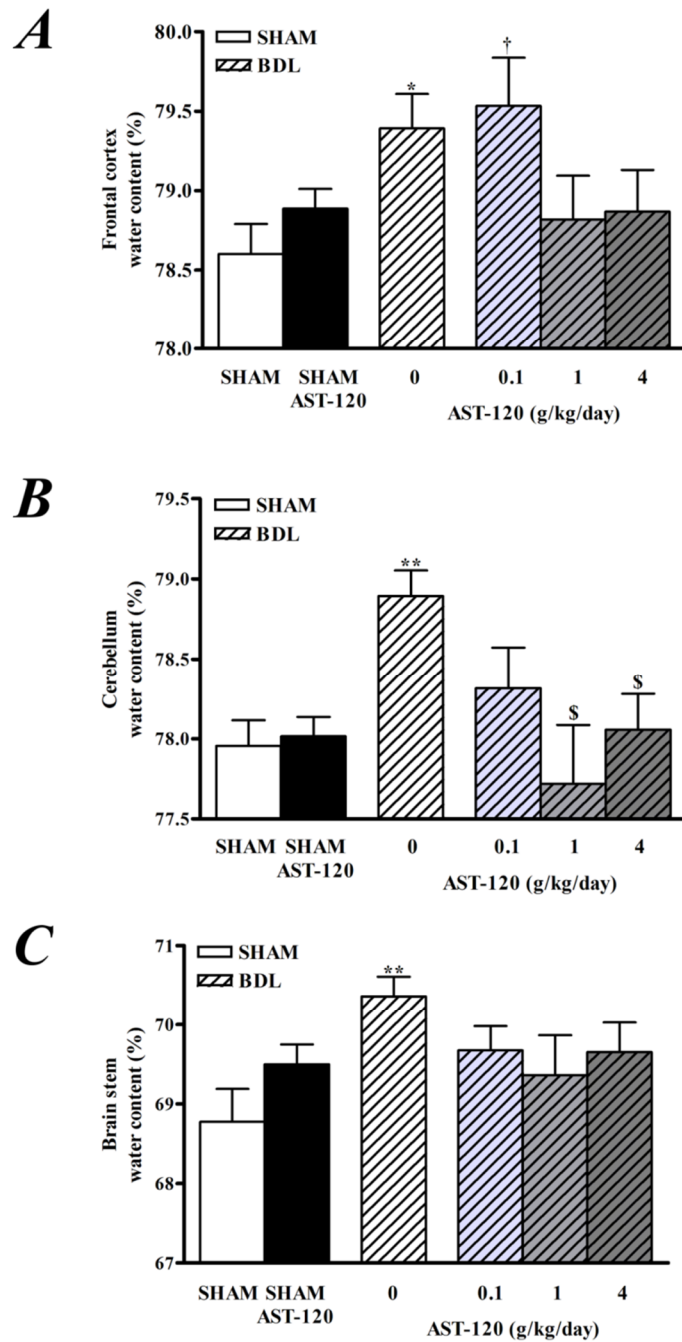 A
SHAM
BDL
Frontal cortex
water content (%)
80.0
79.5
79.0
78.5
78.0
*
†
SHAM SHAM 0 0.1 1 4
AST-120 AST-120 (g/kg/day)
B
SHAM
BDL
Cerebellum
water content (%)
79.5
79.0
78.5
78.0
77.5
**
$
$
SHAM SHAM 0 0.1 1 4
AST-120 AST-120 (g/kg/day)
C
SHAM
BDL
Brain stem
water content (%)
71
70
69
68
67
**
SHAM SHAM 0 0.1 1 4
AST-120 AST-120 (g/kg/day)